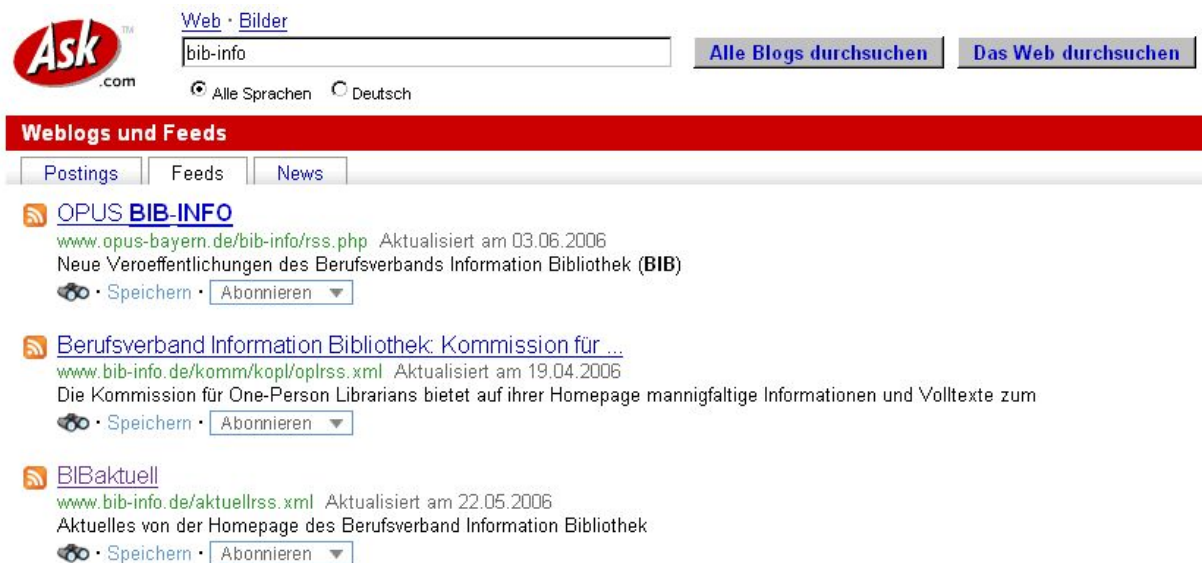 Web · Bilder
Ask TM
.com
bib-info
Alle Blogs durchsuchen
Das Web durchsuchen
Alle Sprachen Deutsch
Weblogs und Feeds
Postings Feeds News
OPUS BIB-INFO
www.opus-bayern.de/bib-info/rss.php Aktualisiert am 03.06.2006
Neue Veroeffentlichungen des Berufsverbands Information Bibliothek (BIB)
· Speichern · Abonnieren
Berufsverband Information Bibliothek: Kommission für ...
www.bib-info.de/komm/kopl/oplrss.xml Aktualisiert am 19.04.2006
Die Kommission für One-Person Librarians bietet auf ihrer Homepage mannigfaltige Informationen und Volltexte zum
· Speichern · Abonnieren
BIBaktuell
www.bib-info.de/aktuellrss.xml Aktualisiert am 22.05.2006
Aktuelles von der Homepage des Berufsverband Information Bibliothek
· Speichern · Abonnieren